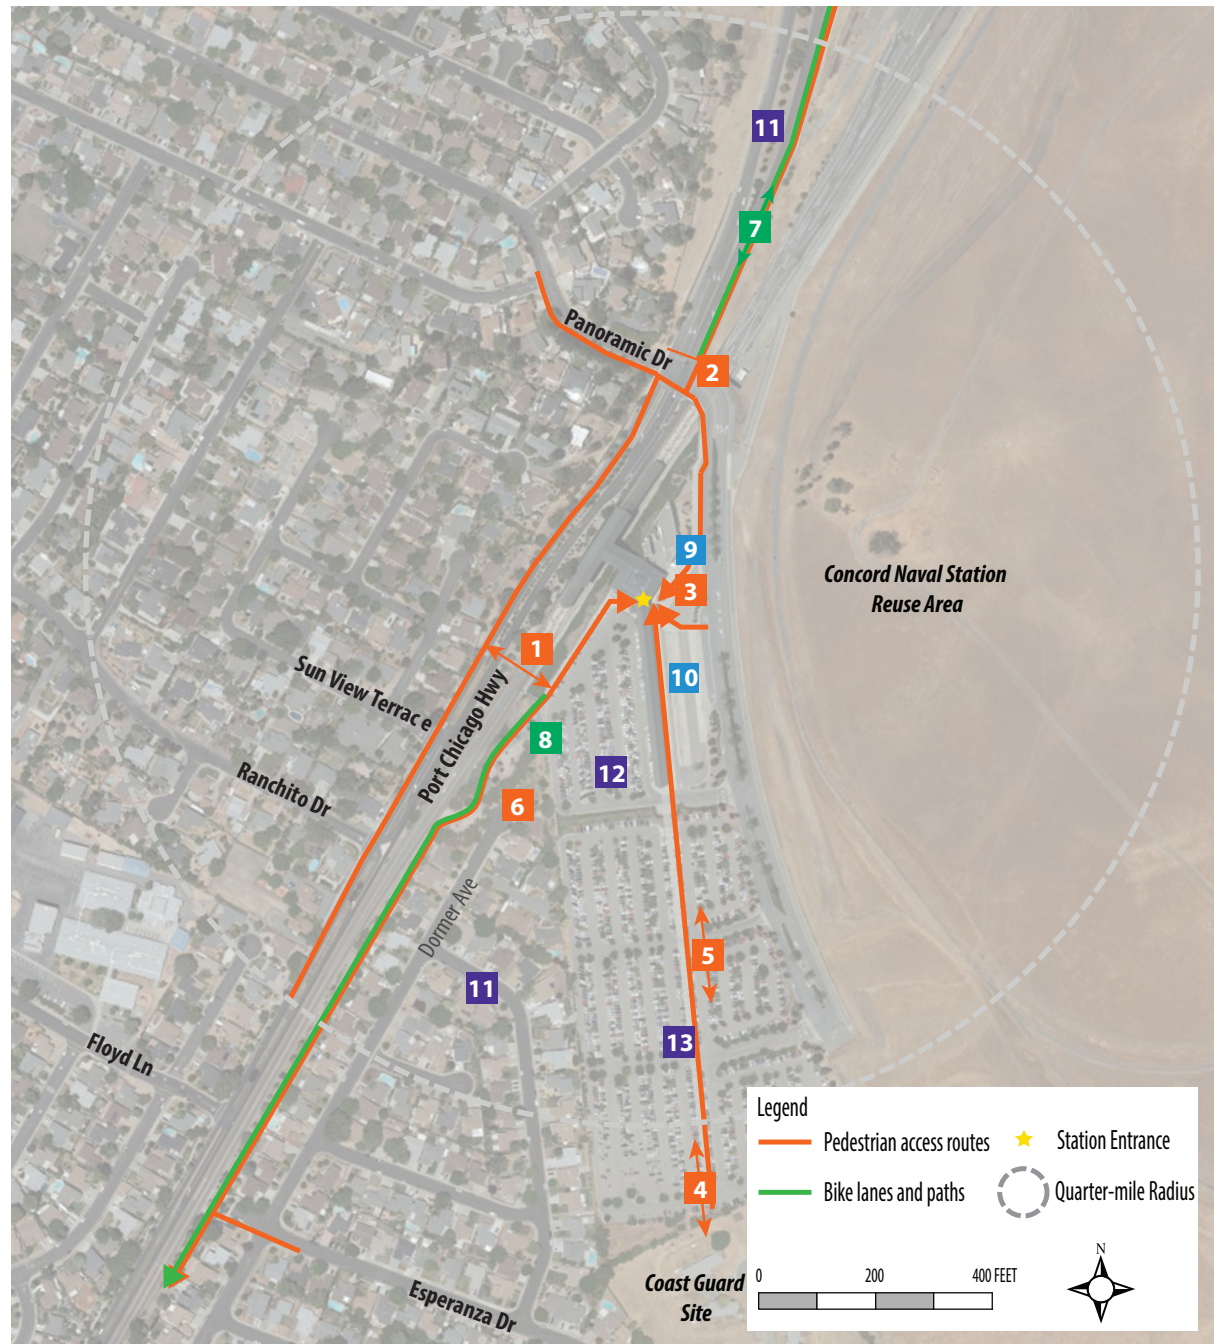 11
7
Panoramic Dr
2
9
3
Concord Naval Station
Reuse Area
1
10
Sun View Terrac e
Port Chicago Hwy
8
12
Ranchito Dr
6
Dormer Ave
5
11
13
Floyd Ln
4
Esperanza Dr
Coast Guard
Site
Legend
Pedestrian access routes
Station Entrance
Bike lanes and paths
Quarter-mile Radius
N
0 200 400 FEET